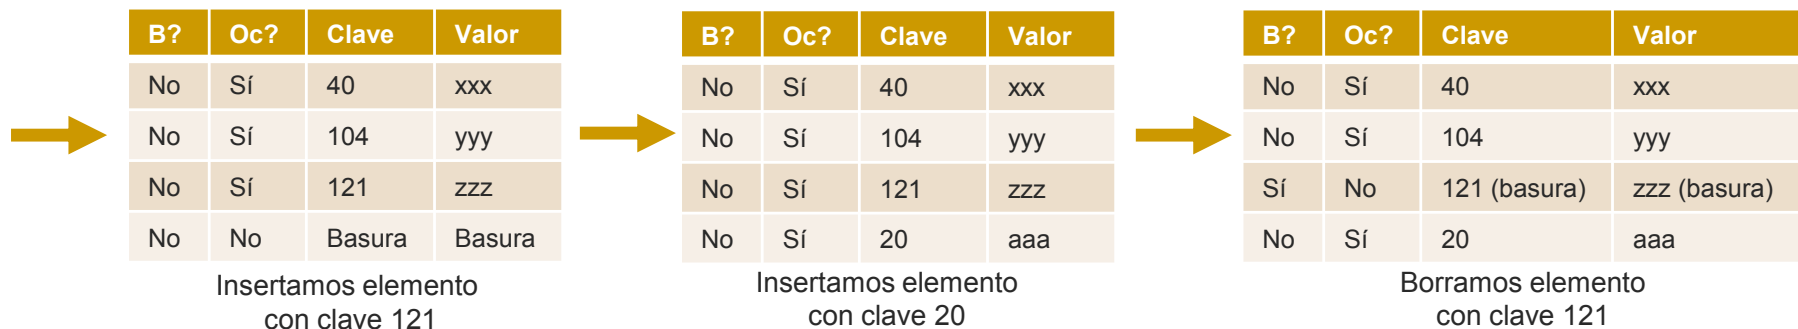 B? Oc? Clave Valor
No Sí 40 xxx
No Sí 104 yyy
No Sí 121 zzz
No No Basura Basura
Insertamos elemento
con clave 121
B? Oc? Clave Valor
No Sí 40 xxx
No Sí 104 yyy
No Sí 121 zzz
No Sí 20 aaa
Insertamos elemento
con clave 20
B? Oc? Clave Valor
No Sí 40 xxx
No Sí 104 yyy
Sí No 121 (basura) zzz (basura)
No Sí 20 aaa
Borramos elemento
con clave 121